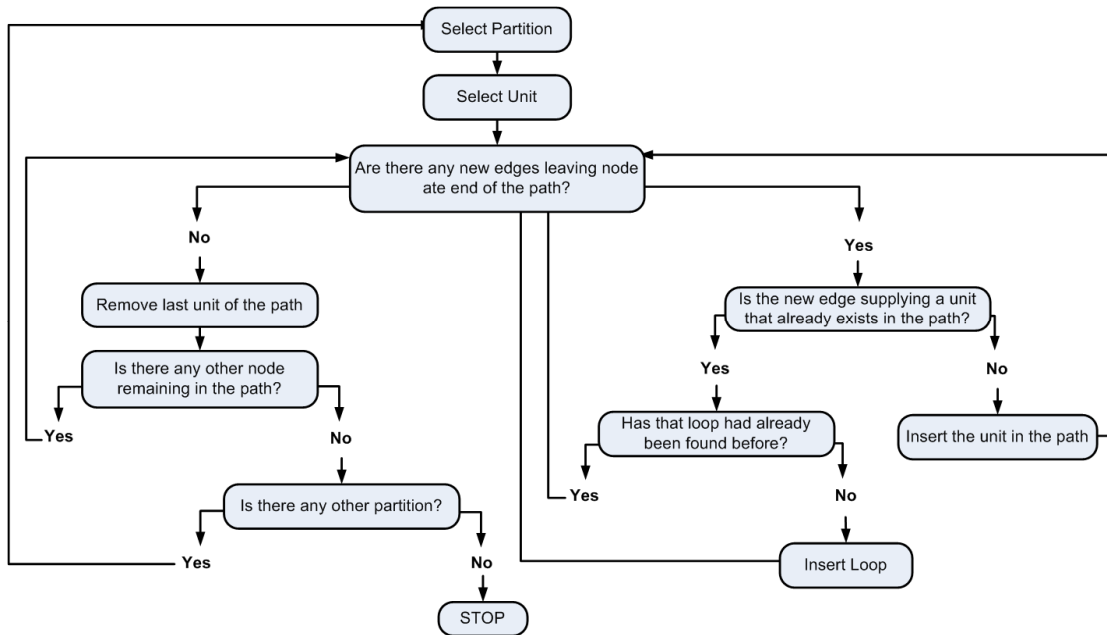 Select Partition
Select Unit
Are there any new edges leaving node
ate end of the path?
No
Yes
Remove last unit of the path
Is the new edge supplying a unit
that already exists in the path?
Is there any other node
remaining in the path?
Yes
No
Yes
No
Has that loop had already
been found before?
Insert the unit in the path
Is there any other partition?
Yes
No
Yes
No
Insert Loop
STOP